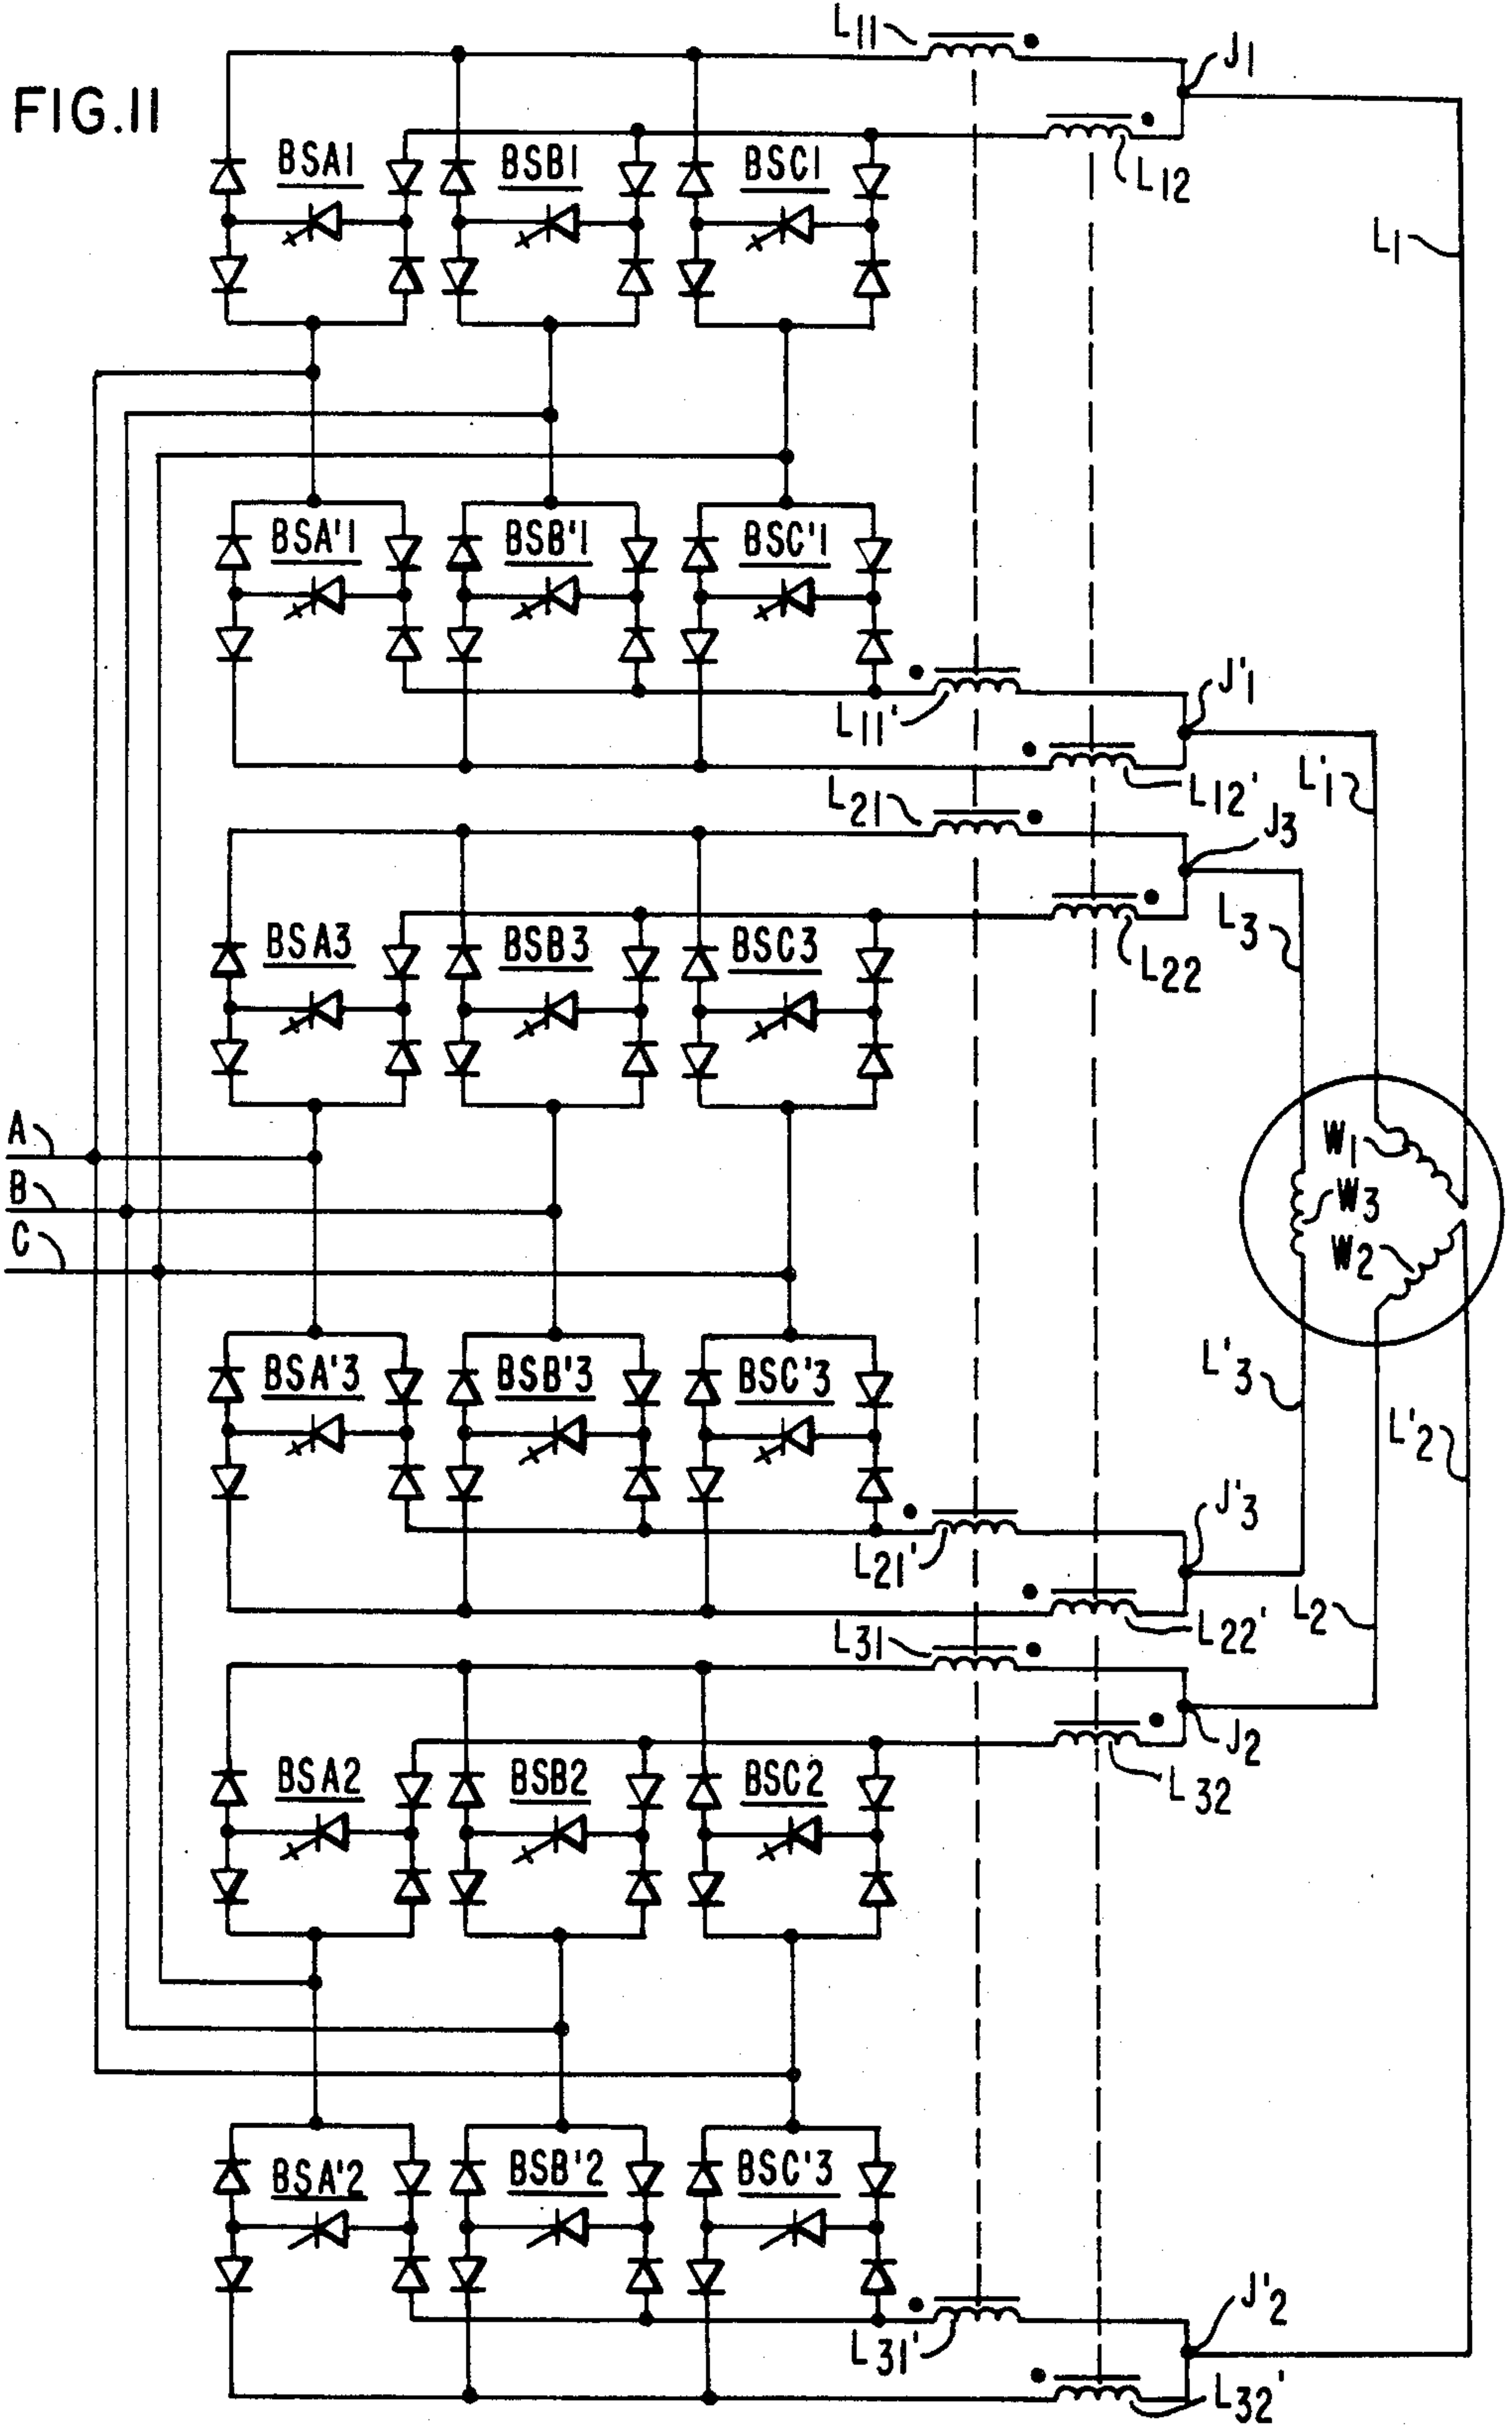 FIG.11
L11
J1
BSA1
BSB1
BSC1
L12
L1
BSA'1
BSB'1
BSC'1
L11'
J'1
L12'
L'1
L21
J3
BSA3
BSB3
BSC3
L22
L3
A
B
C
W1
W3
W2
BSA'3
BSB'3
BSC'3
L'3
L'2
L21'
J'3
L22'
L2
L31
J2
BSA2
BSB2
BSC2
L32
BSA'2
BSB'2
BSC'3
L31'
J'2
L32'